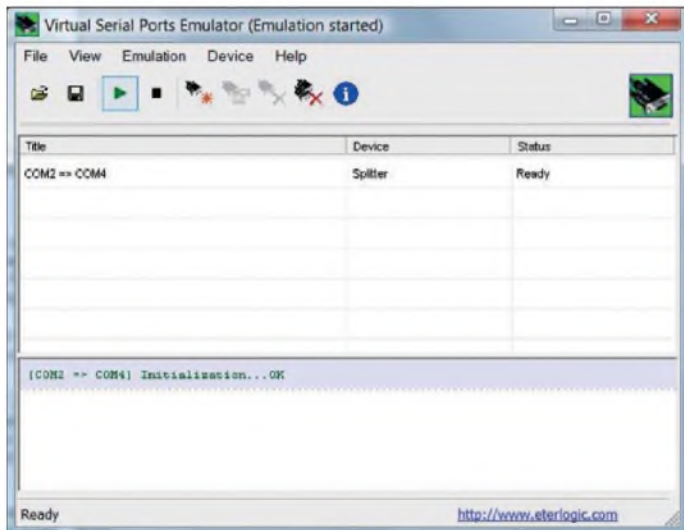 Virtual Serial Ports Emulator (Emulation started)
File View Emulation Device Help
Title Device Status
COM2 => COM4 Splitter Ready
[COM2 => COM4] Initialization...OK
Ready http://www.eterlogic.com